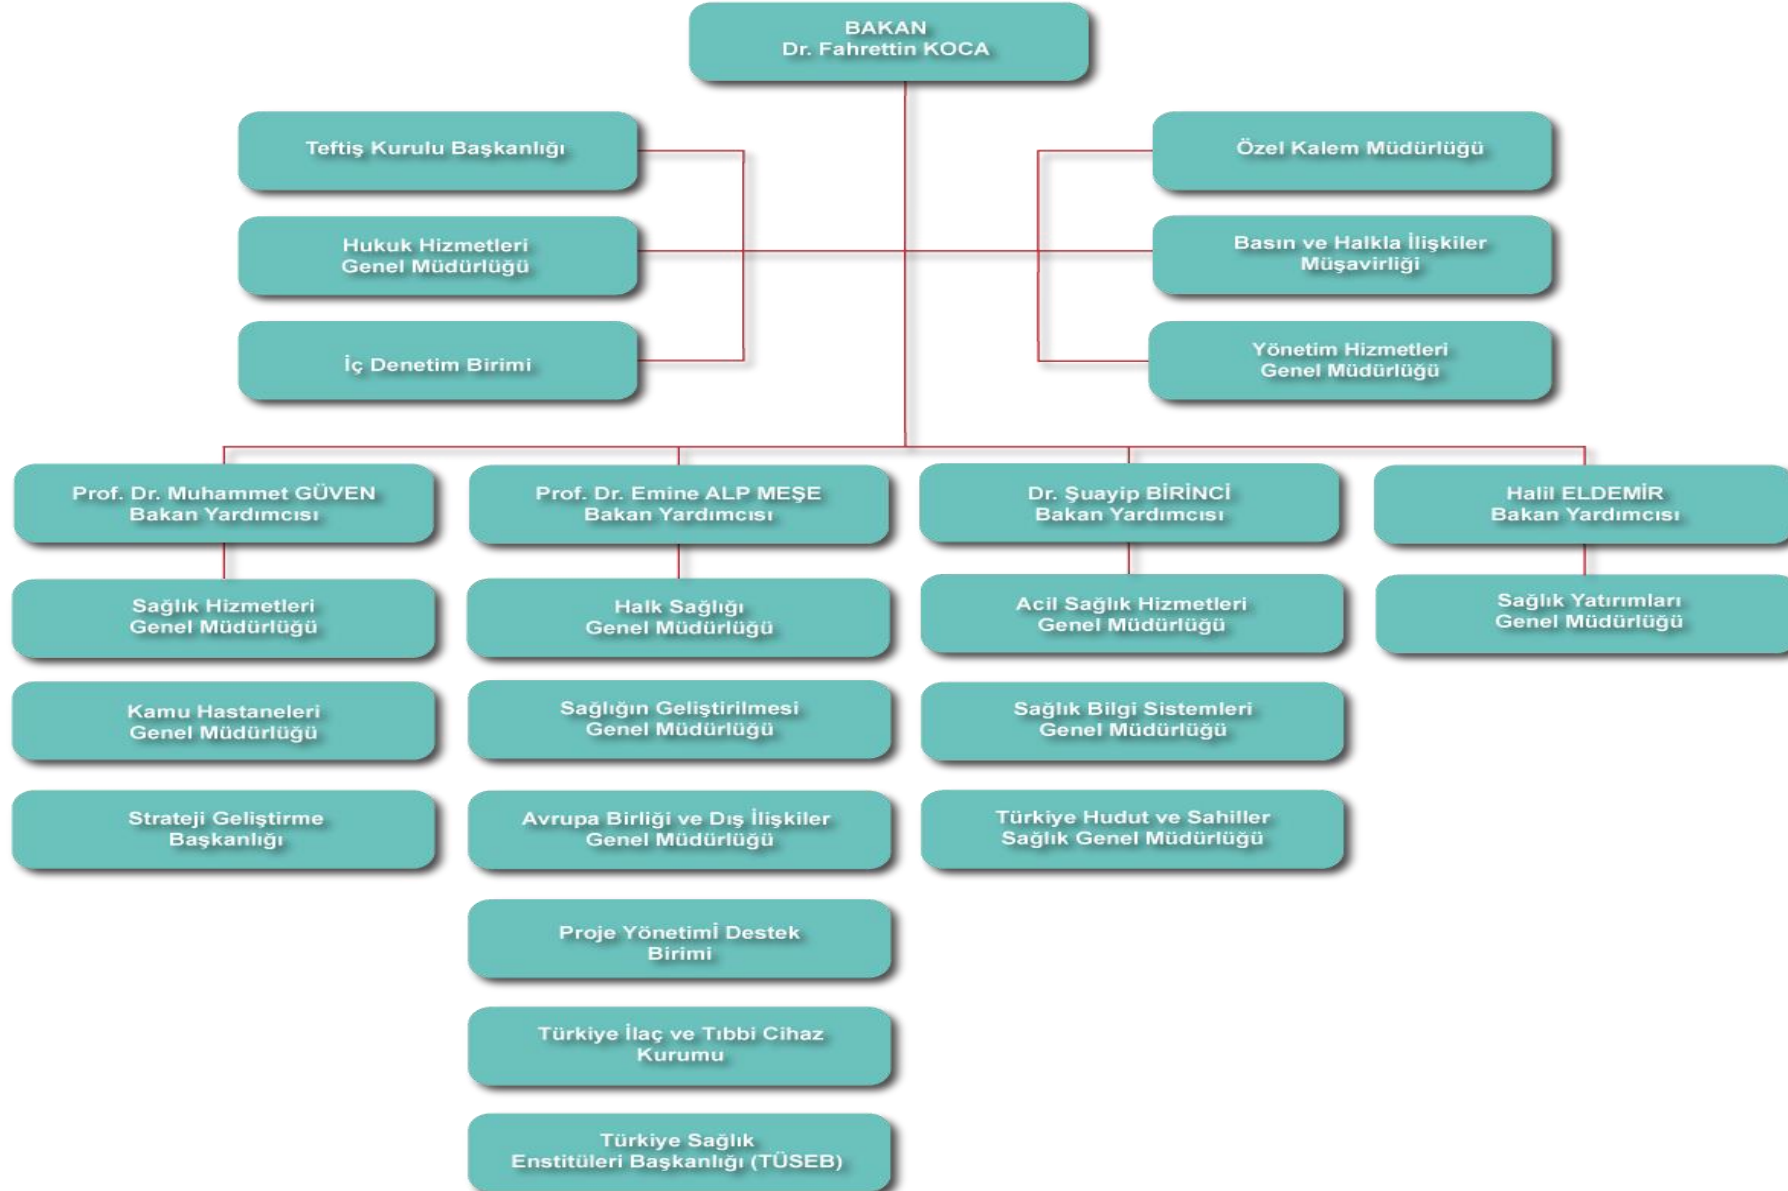 BAKAN
Dr. Fahrettin KOCA
Teftiş Kurulu Başkanlığı
Özel Kalem Müdürlüğü
Hukuk Hizmetleri
Genel Müdürlüğü
Basın ve Halkla İlişkiler
Müşavirliği
İç Denetim Birimi
Yönetim Hizmetleri
Genel Müdürlüğü
Prof. Dr. Muhammet GÜVEN
Bakan Yardımcısı
Prof. Dr. Emine ALP MEŞE
Bakan Yardımcısı
Dr. Şuayip BİRİNCİ
Bakan Yardımcısı
Halil ELDEMİR
Bakan Yardımcısı
Sağlık Hizmetleri
Genel Müdürlüğü
Halk Sağlığı
Genel Müdürlüğü
Acil Sağlık Hizmetleri
Genel Müdürlüğü
Sağlık Yatırımları
Genel Müdürlüğü
Kamu Hastaneleri
Genel Müdürlüğü
Sağlığın Geliştirilmesi
Genel Müdürlüğü
Sağlık Bilgi Sistemleri
Genel Müdürlüğü
Strateji Geliştirme
Başkanlığı
Avrupa Birliği ve Dış İlişkiler
Genel Müdürlüğü
Türkiye Hudut ve Sahiller
Sağlık Genel Müdürlüğü
Proje Yönetimİ Destek
Birimi
Türkiye İlaç ve Tıbbi Cihaz
Kurumu
Türkiye Sağlık
Enstitüleri Başkanlığı (TÜSEB)